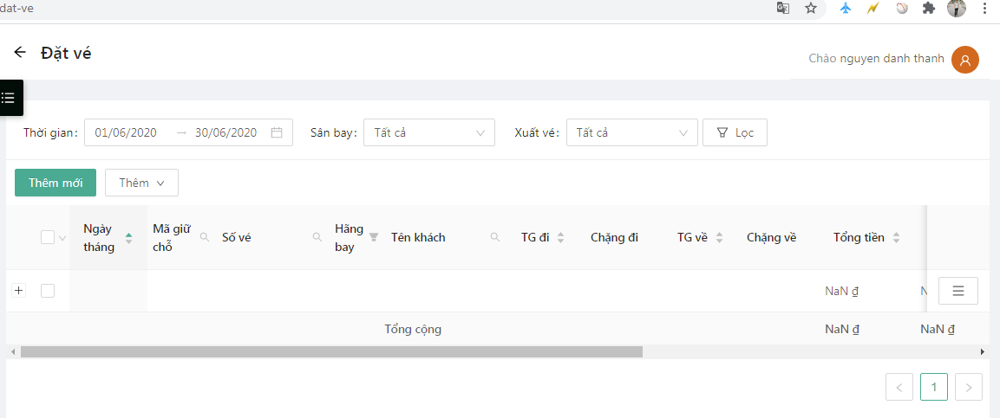 dat-ve
Đặt vé
Chào nguyen danh thanh
Thời gian: 01/06/2020 → 30/06/2020 Sân bay: Tất cả Xuất vé: Tất cả Lọc
Thêm mới Thêm
Ngày tháng Mã giữ chỗ Số vé Hãng bay Tên khách TG đi Chặng đi TG về Chặng về Tổng tiền
NaN ₫ N
Tổng cộng NaN ₫ NaN ₫
< 1 >